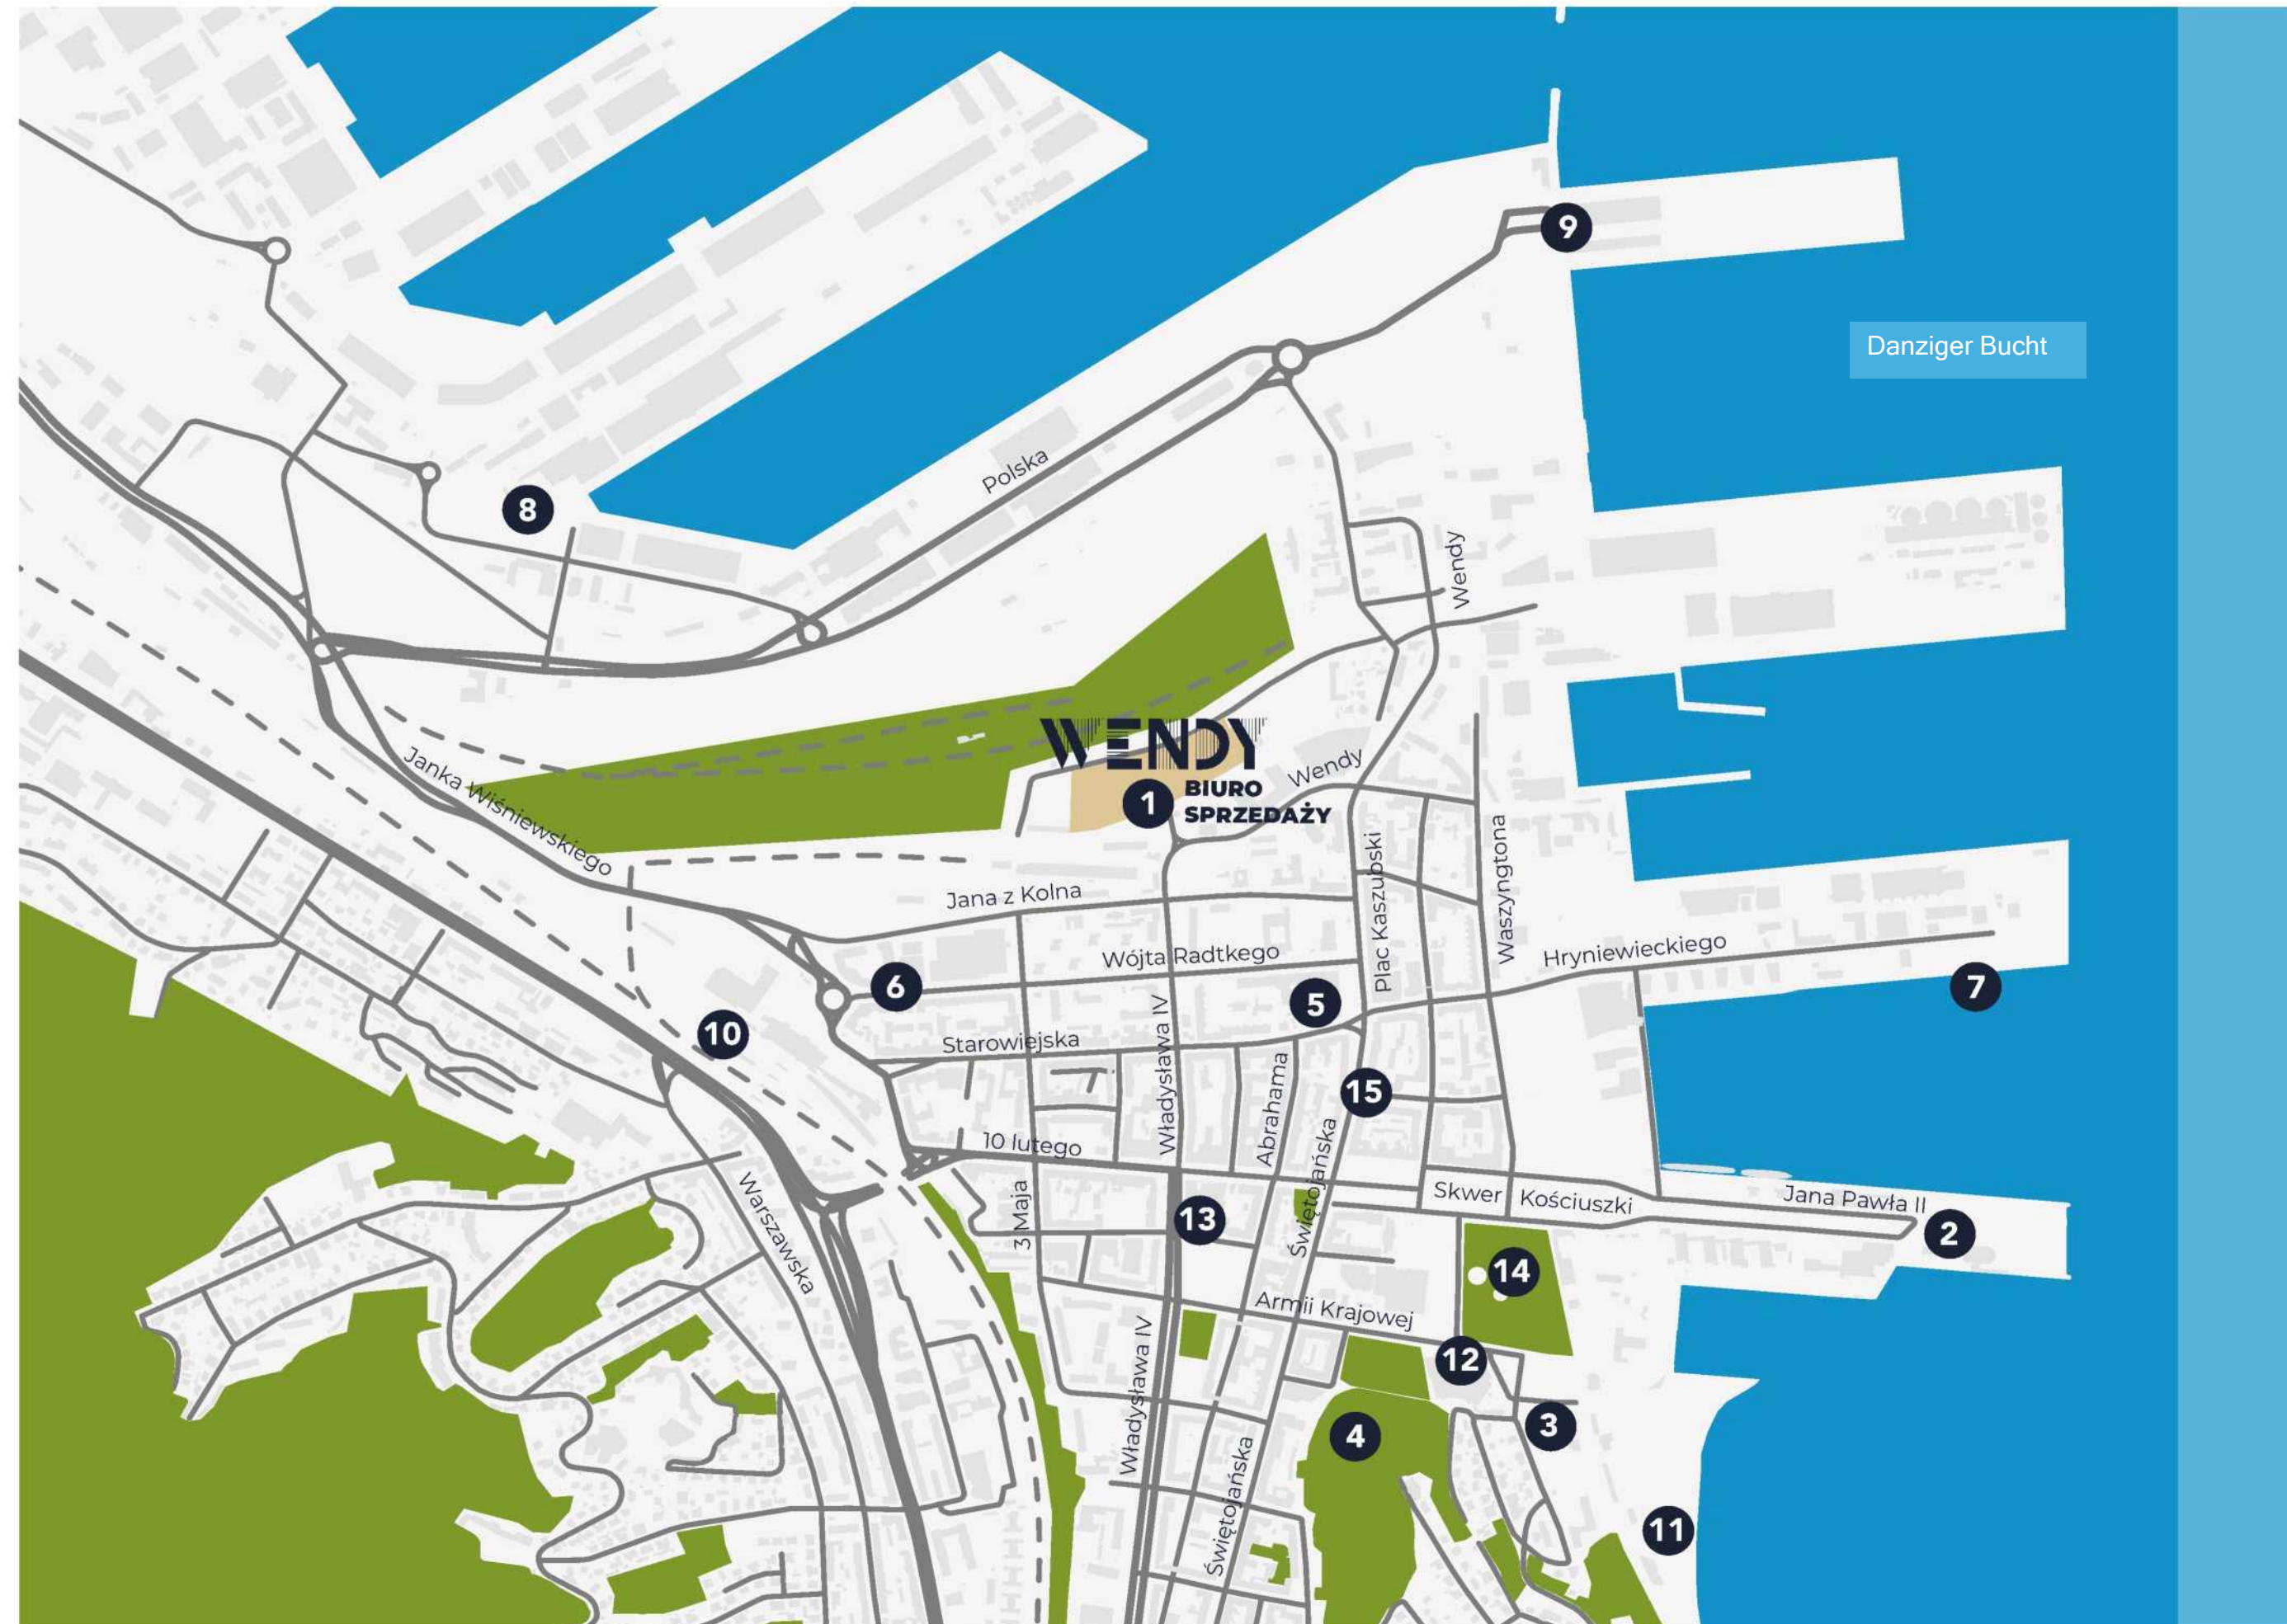 9
Danziger Bucht
Polska
8
Wendy
WENDY
1
BIURO
SPRZEDAŻY
Wendy
Janka Wiśniewskiego
Jana z Kolna
Plac Kaszubski
Waszyngtona
Wójta Radtkego
Hryniewieckiego
6
5
7
10
Starowiejska
Władysława IV
Abrahama
15
10 lutego
Świętojańska
3 Maja
Warszawska
13
Skwer Kościuszki
Jana Pawła II
2
14
Armii Krajowej
12
Władysława IV
4
3
Świętojańska
11